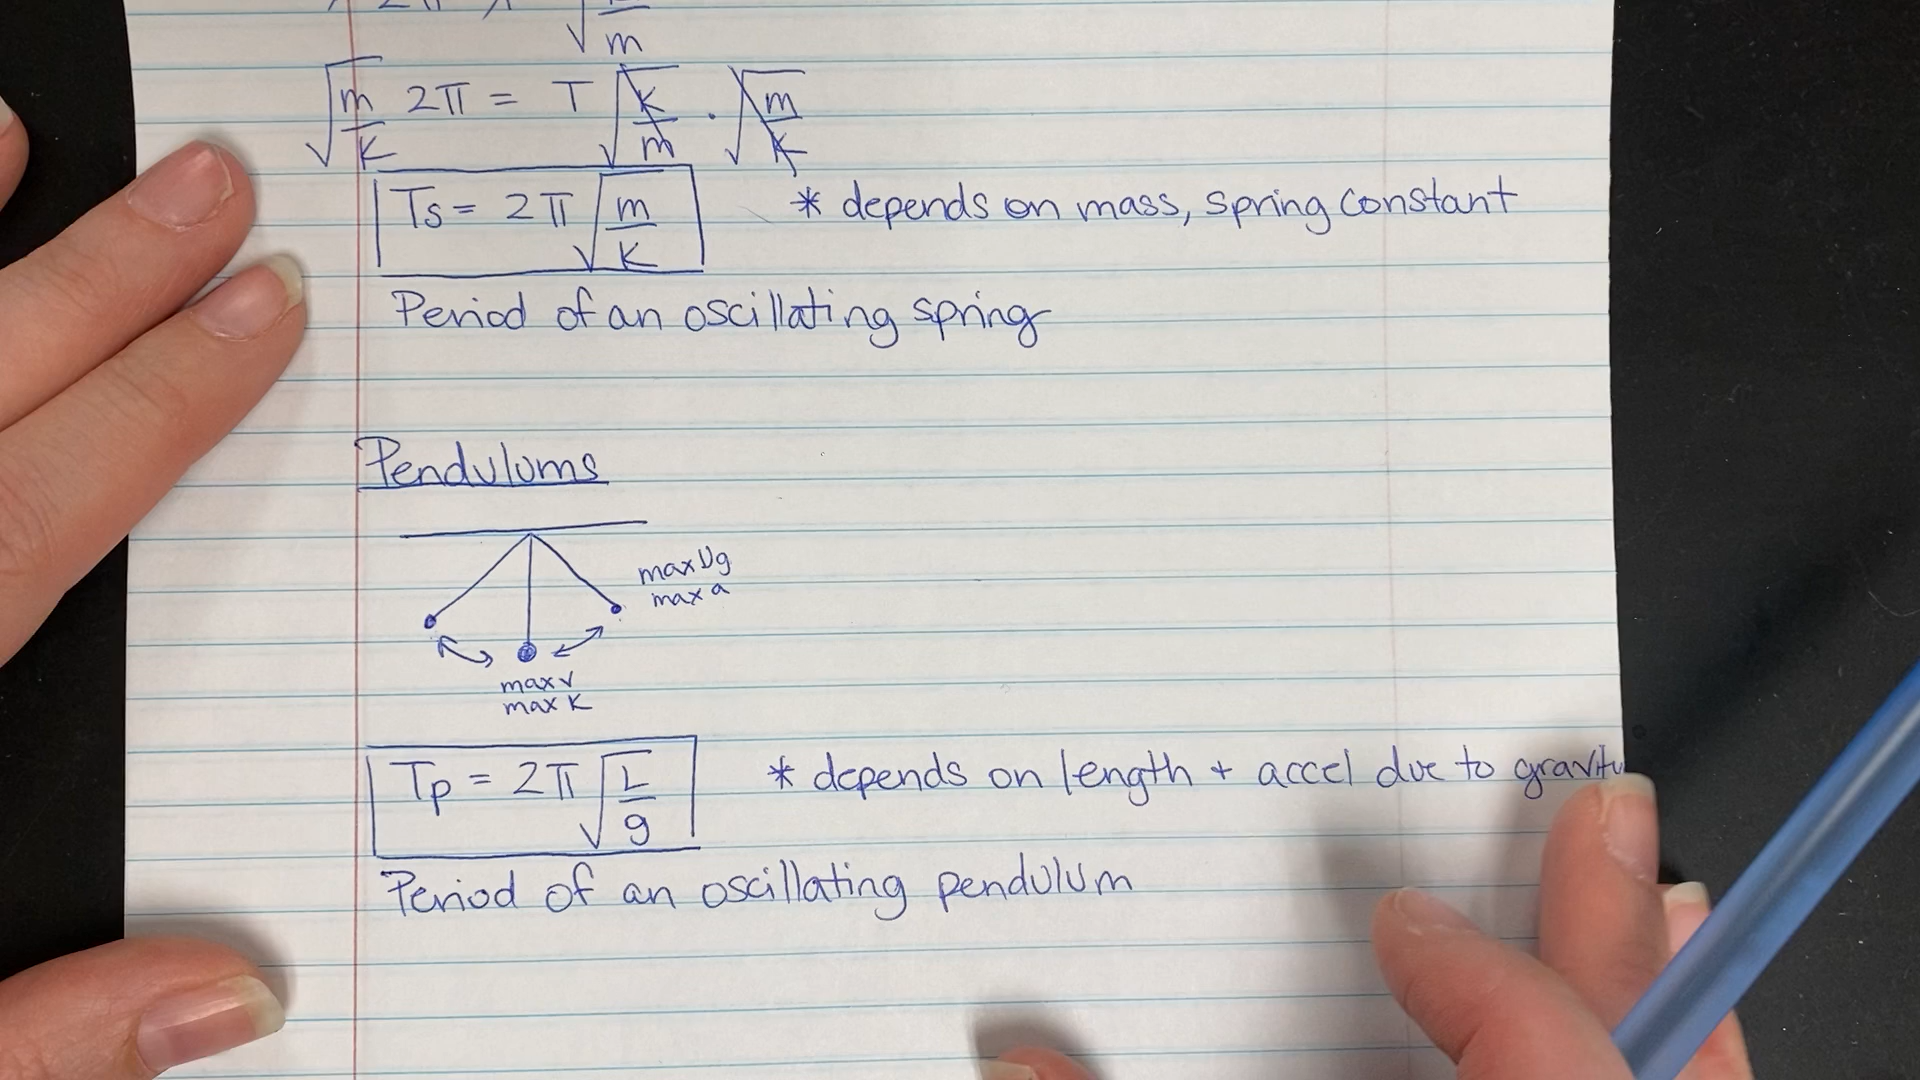 m
√(m/K) 2π = T √(k/m) · √(m/k)
Ts = 2π √(m/K) * depends on mass, spring constant
Period of an oscillating spring
Pendulums
max Ug
max a
max v
max K
Tp = 2π √(L/g) * depends on length + accel due to gravity
Period of an oscillating pendulum